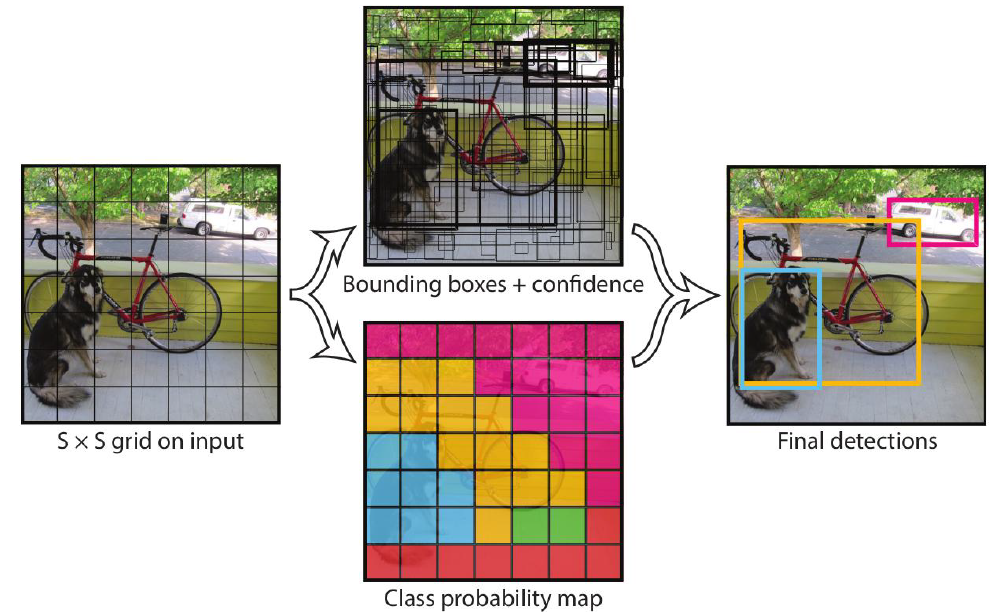 Bounding boxes + confidence
S × S grid on input
Final detections
Class probability map